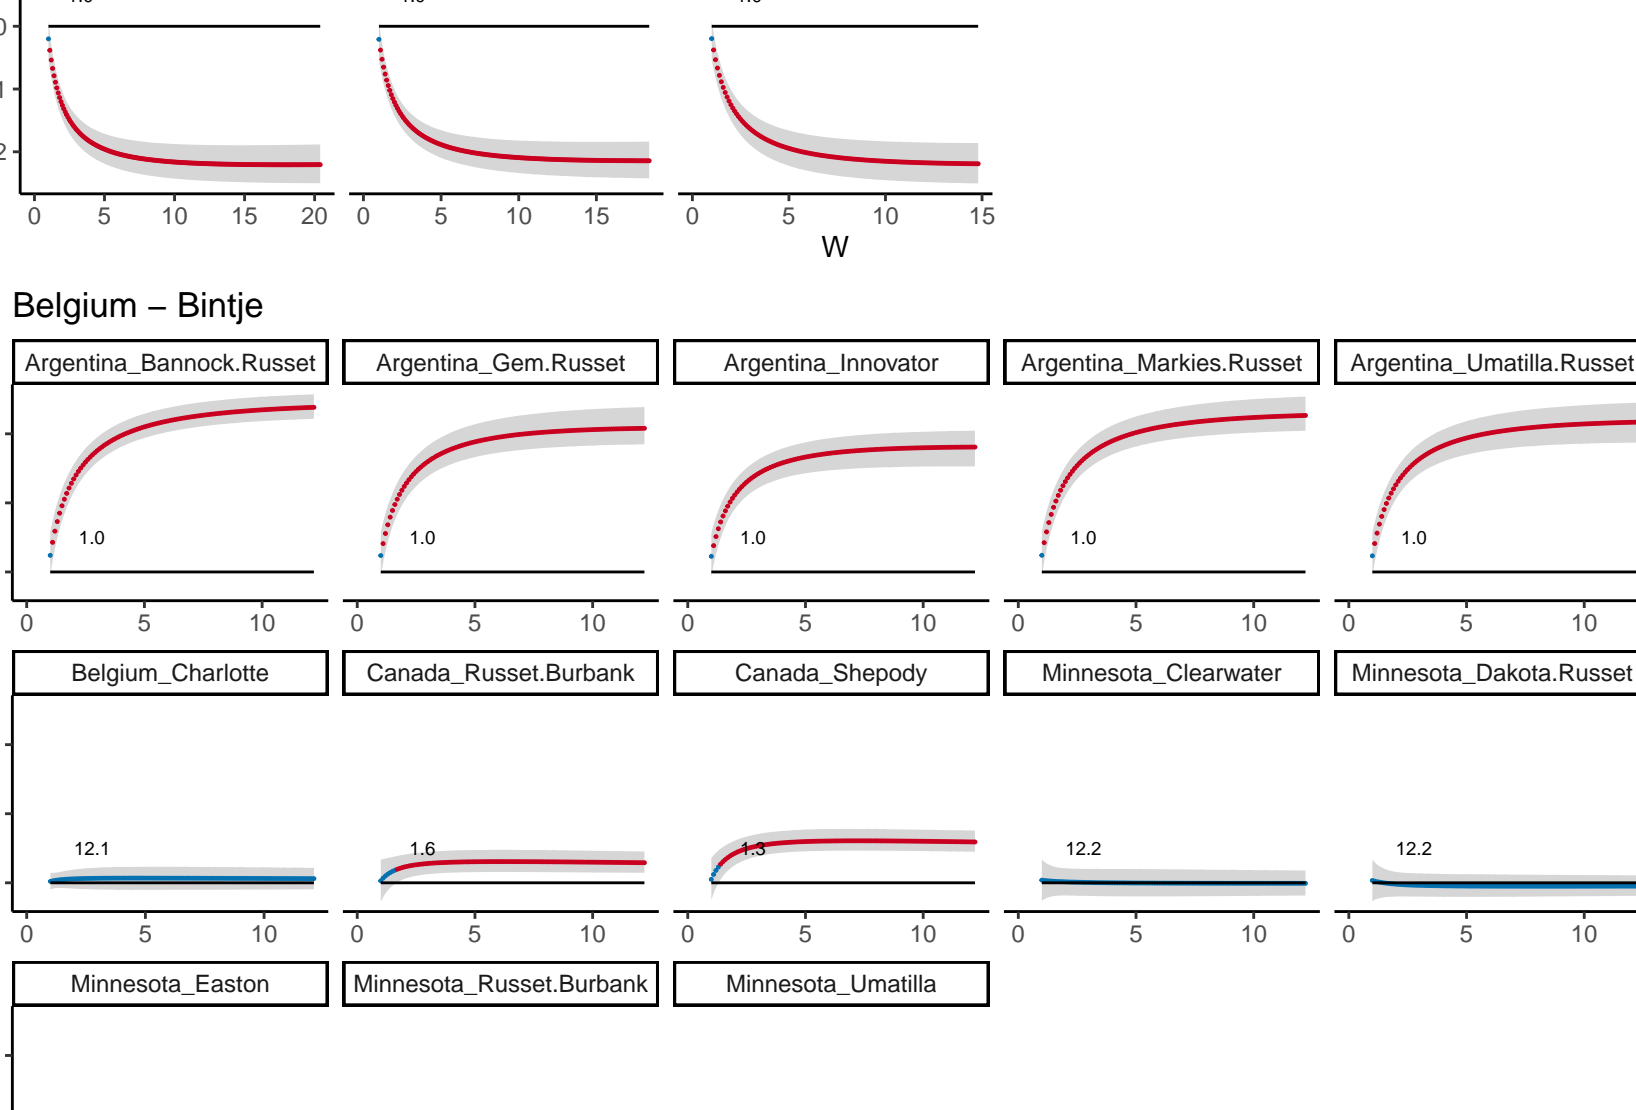 0
1
2
0 5 10 15 20 0 5 10 15 0 5 10 15
W
Belgium – Bintje
Argentina_Bannock.Russet Argentina_Gem.Russet Argentina_Innovator Argentina_Markies.Russet Argentina_Umatilla.Russet
1.0 1.0 1.0 1.0 1.0
0 5 10 0 5 10 0 5 10 0 5 10 0 5 10
Belgium_Charlotte Canada_Russet.Burbank Canada_Shepody Minnesota_Clearwater Minnesota_Dakota.Russet
12.1 1.6 1.3 12.2 12.2
0 5 10 0 5 10 0 5 10 0 5 10 0 5 10
Minnesota_Easton Minnesota_Russet.Burbank Minnesota_Umatilla